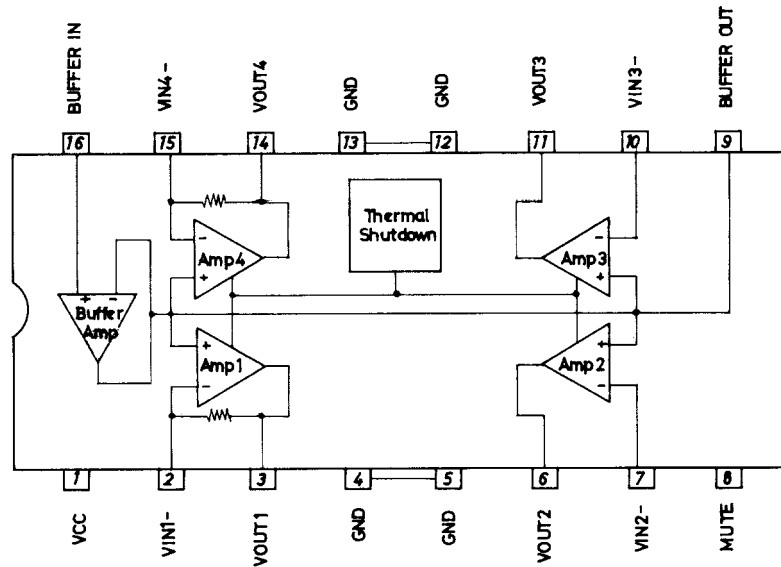 BUFFER IN
VIN4-
VOUT4
GND
GND
VOUT3
VIN3-
BUFFER OUT
16
15
14
13
12
11
10
9
Thermal
Shutdown
-
Amp4
+
-
Amp3
+
+ -
Buffer
Amp
+
Amp1
-
+
Amp2
-
1
2
3
4
5
6
7
8
VCC
VIN1-
VOUT1
GND
GND
VOUT2
VIN2-
MUTE